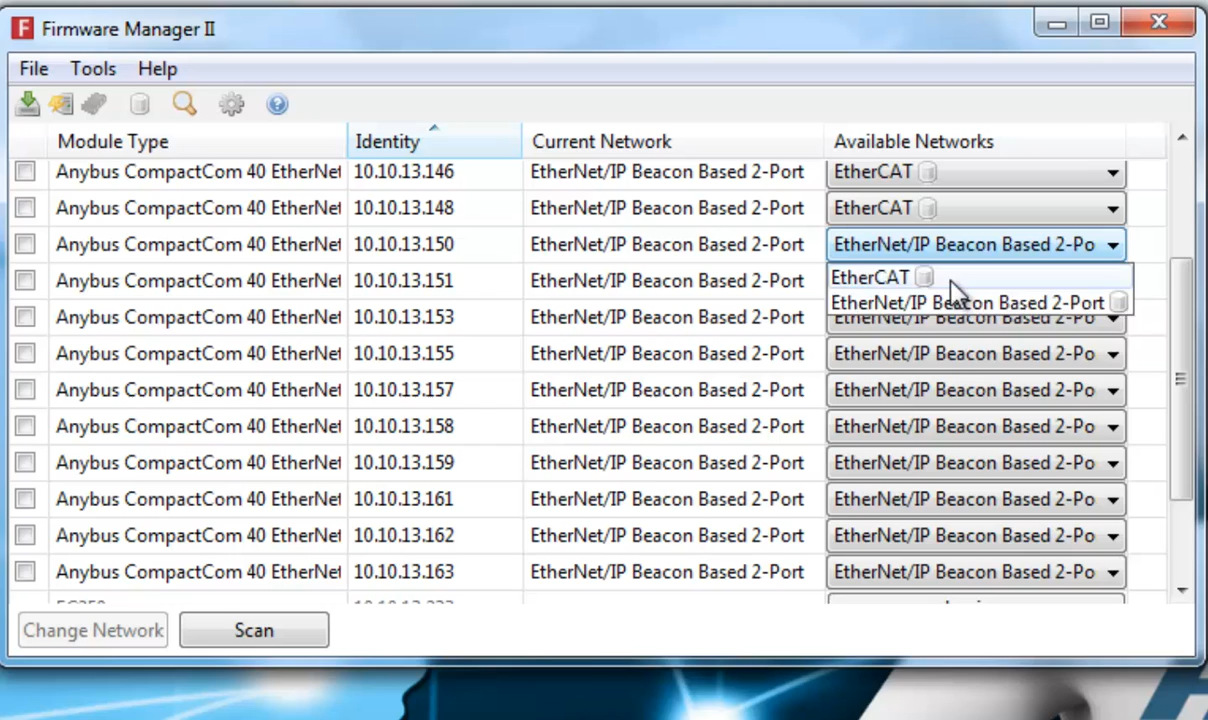 F Firmware Manager II
File Tools Help
Module Type Identity Current Network Available Networks
Anybus CompactCom 40 EtherNet 10.10.13.146 EtherNet/IP Beacon Based 2-Port EtherCAT
Anybus CompactCom 40 EtherNet 10.10.13.148 EtherNet/IP Beacon Based 2-Port EtherCAT
Anybus CompactCom 40 EtherNet 10.10.13.150 EtherNet/IP Beacon Based 2-Port EtherNet/IP Beacon Based 2-Po
Anybus CompactCom 40 EtherNet 10.10.13.151 EtherNet/IP Beacon Based 2-Port EtherCAT
EtherNet/IP Beacon Based 2-Port
Anybus CompactCom 40 EtherNet 10.10.13.153 EtherNet/IP Beacon Based 2-Port EtherNet/IP Beacon Based 2-Po
Anybus CompactCom 40 EtherNet 10.10.13.155 EtherNet/IP Beacon Based 2-Port EtherNet/IP Beacon Based 2-Po
Anybus CompactCom 40 EtherNet 10.10.13.157 EtherNet/IP Beacon Based 2-Port EtherNet/IP Beacon Based 2-Po
Anybus CompactCom 40 EtherNet 10.10.13.158 EtherNet/IP Beacon Based 2-Port EtherNet/IP Beacon Based 2-Po
Anybus CompactCom 40 EtherNet 10.10.13.159 EtherNet/IP Beacon Based 2-Port EtherNet/IP Beacon Based 2-Po
Anybus CompactCom 40 EtherNet 10.10.13.161 EtherNet/IP Beacon Based 2-Port EtherNet/IP Beacon Based 2-Po
Anybus CompactCom 40 EtherNet 10.10.13.162 EtherNet/IP Beacon Based 2-Port EtherNet/IP Beacon Based 2-Po
Anybus CompactCom 40 EtherNet 10.10.13.163 EtherNet/IP Beacon Based 2-Port EtherNet/IP Beacon Based 2-Po
Change Network Scan